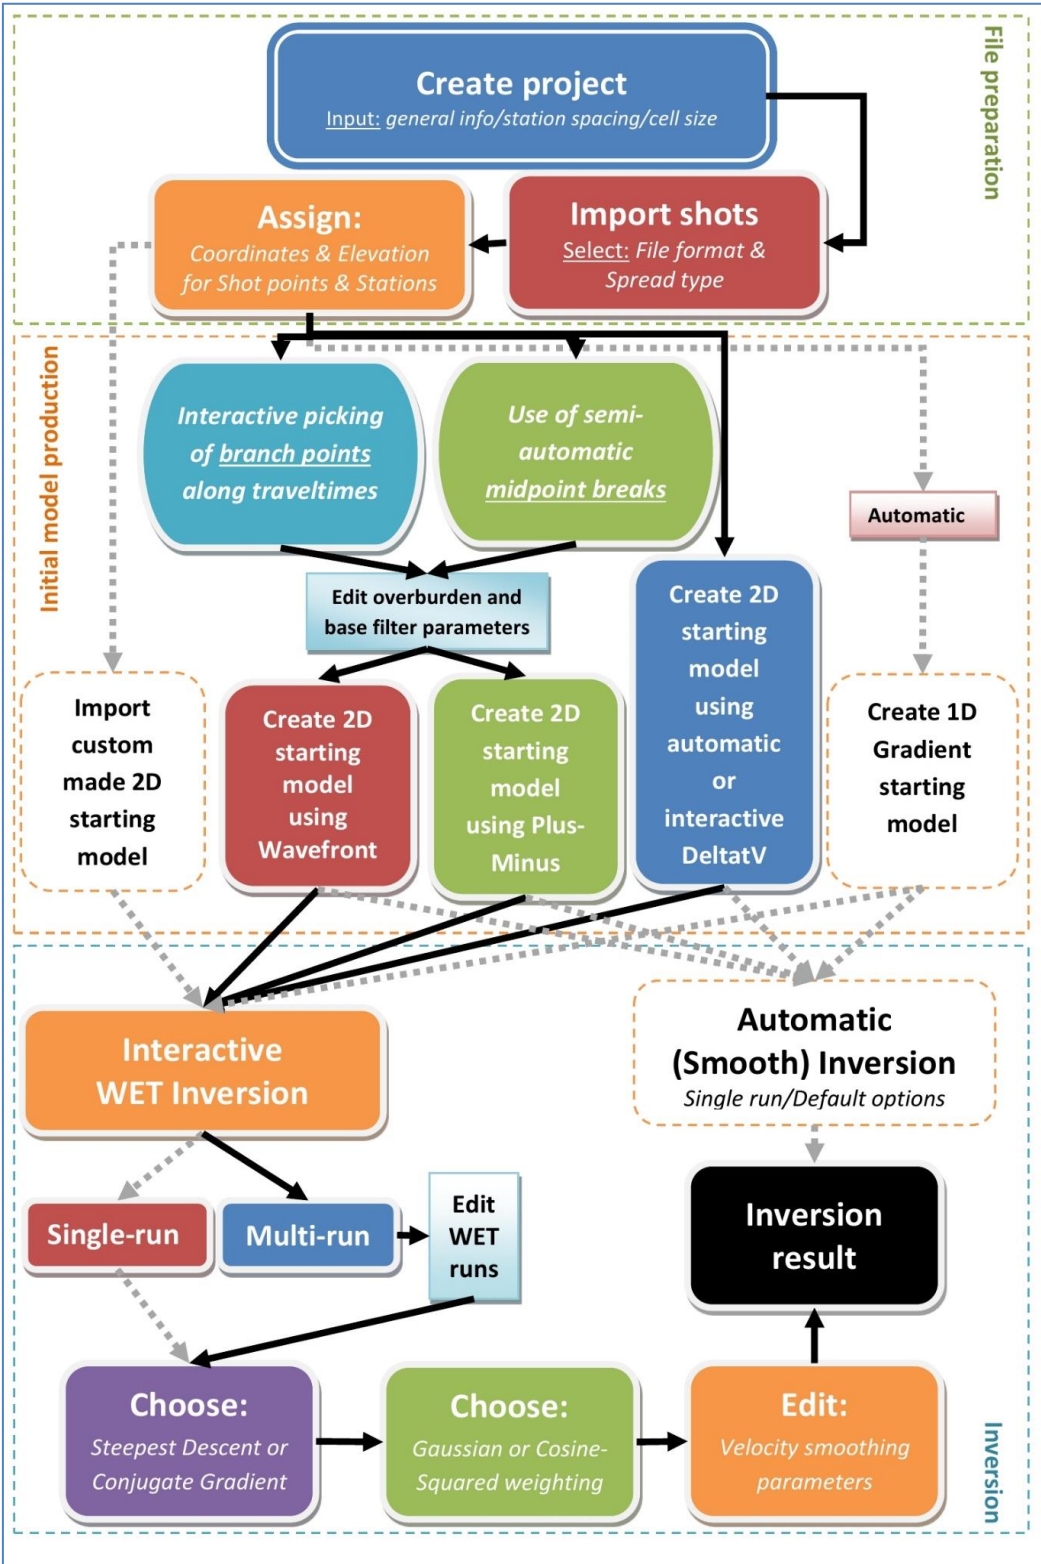 File preparation
Create project
Input: general info/station spacing/cell size
Assign:
Coordinates & Elevation
for Shot points & Stations
Import shots
Select: File format &
Spread type
Initial model production
Interactive picking
of branch points
along traveltimes
Use of semi-
automatic
midpoint breaks
Automatic
Edit overburden and
base filter parameters
Import
custom
made 2D
starting
model
Create 2D
starting
model
using
Wavefront
Create 2D
starting
model
using Plus-
Minus
Create 2D
starting
model
using
automatic
or
interactive
DeltatV
Create 1D
Gradient
starting
model
Inversion
Interactive
WET Inversion
Automatic
(Smooth) Inversion
Single run/Default options
Single-run
Multi-run
Edit
WET
runs
Inversion
result
Choose:
Steepest Descent or
Conjugate Gradient
Choose:
Gaussian or Cosine-
Squared weighting
Edit:
Velocity smoothing
parameters